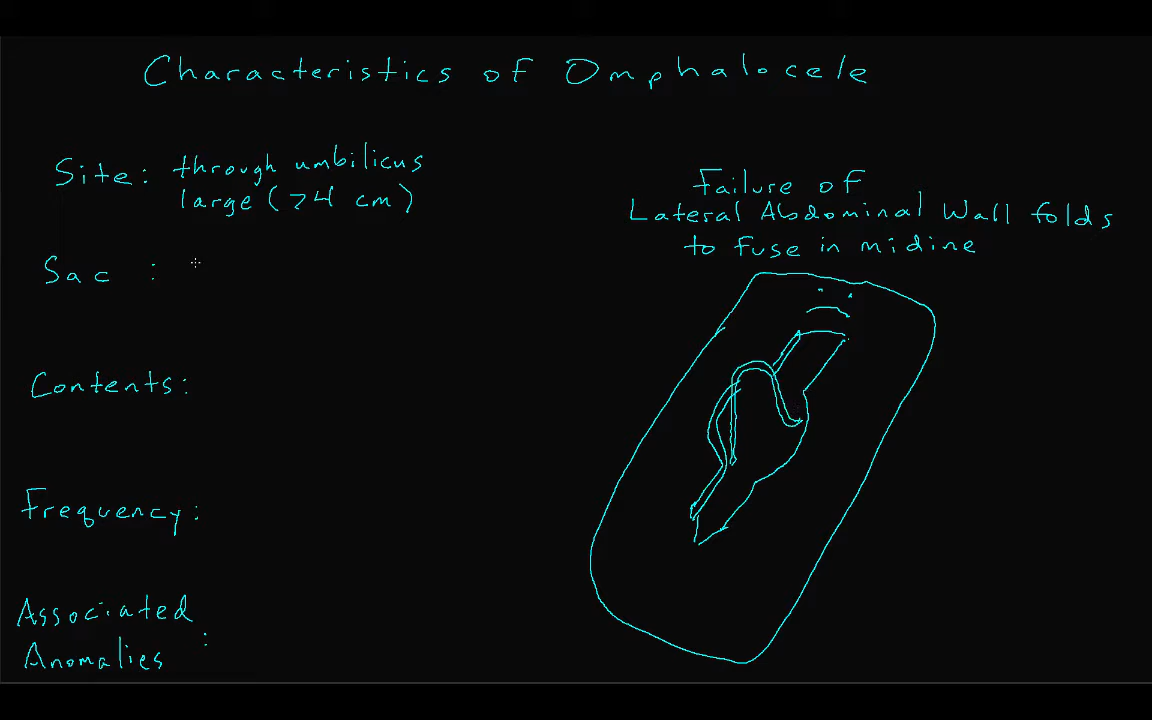 Characteristics of Omphalocele
Site: through umbilicus
large (>4 cm)
Failure of
Lateral Abdominal Wall folds
to fuse in midine
Sac :
Contents:
Frequency:
Associated
Anomalies :